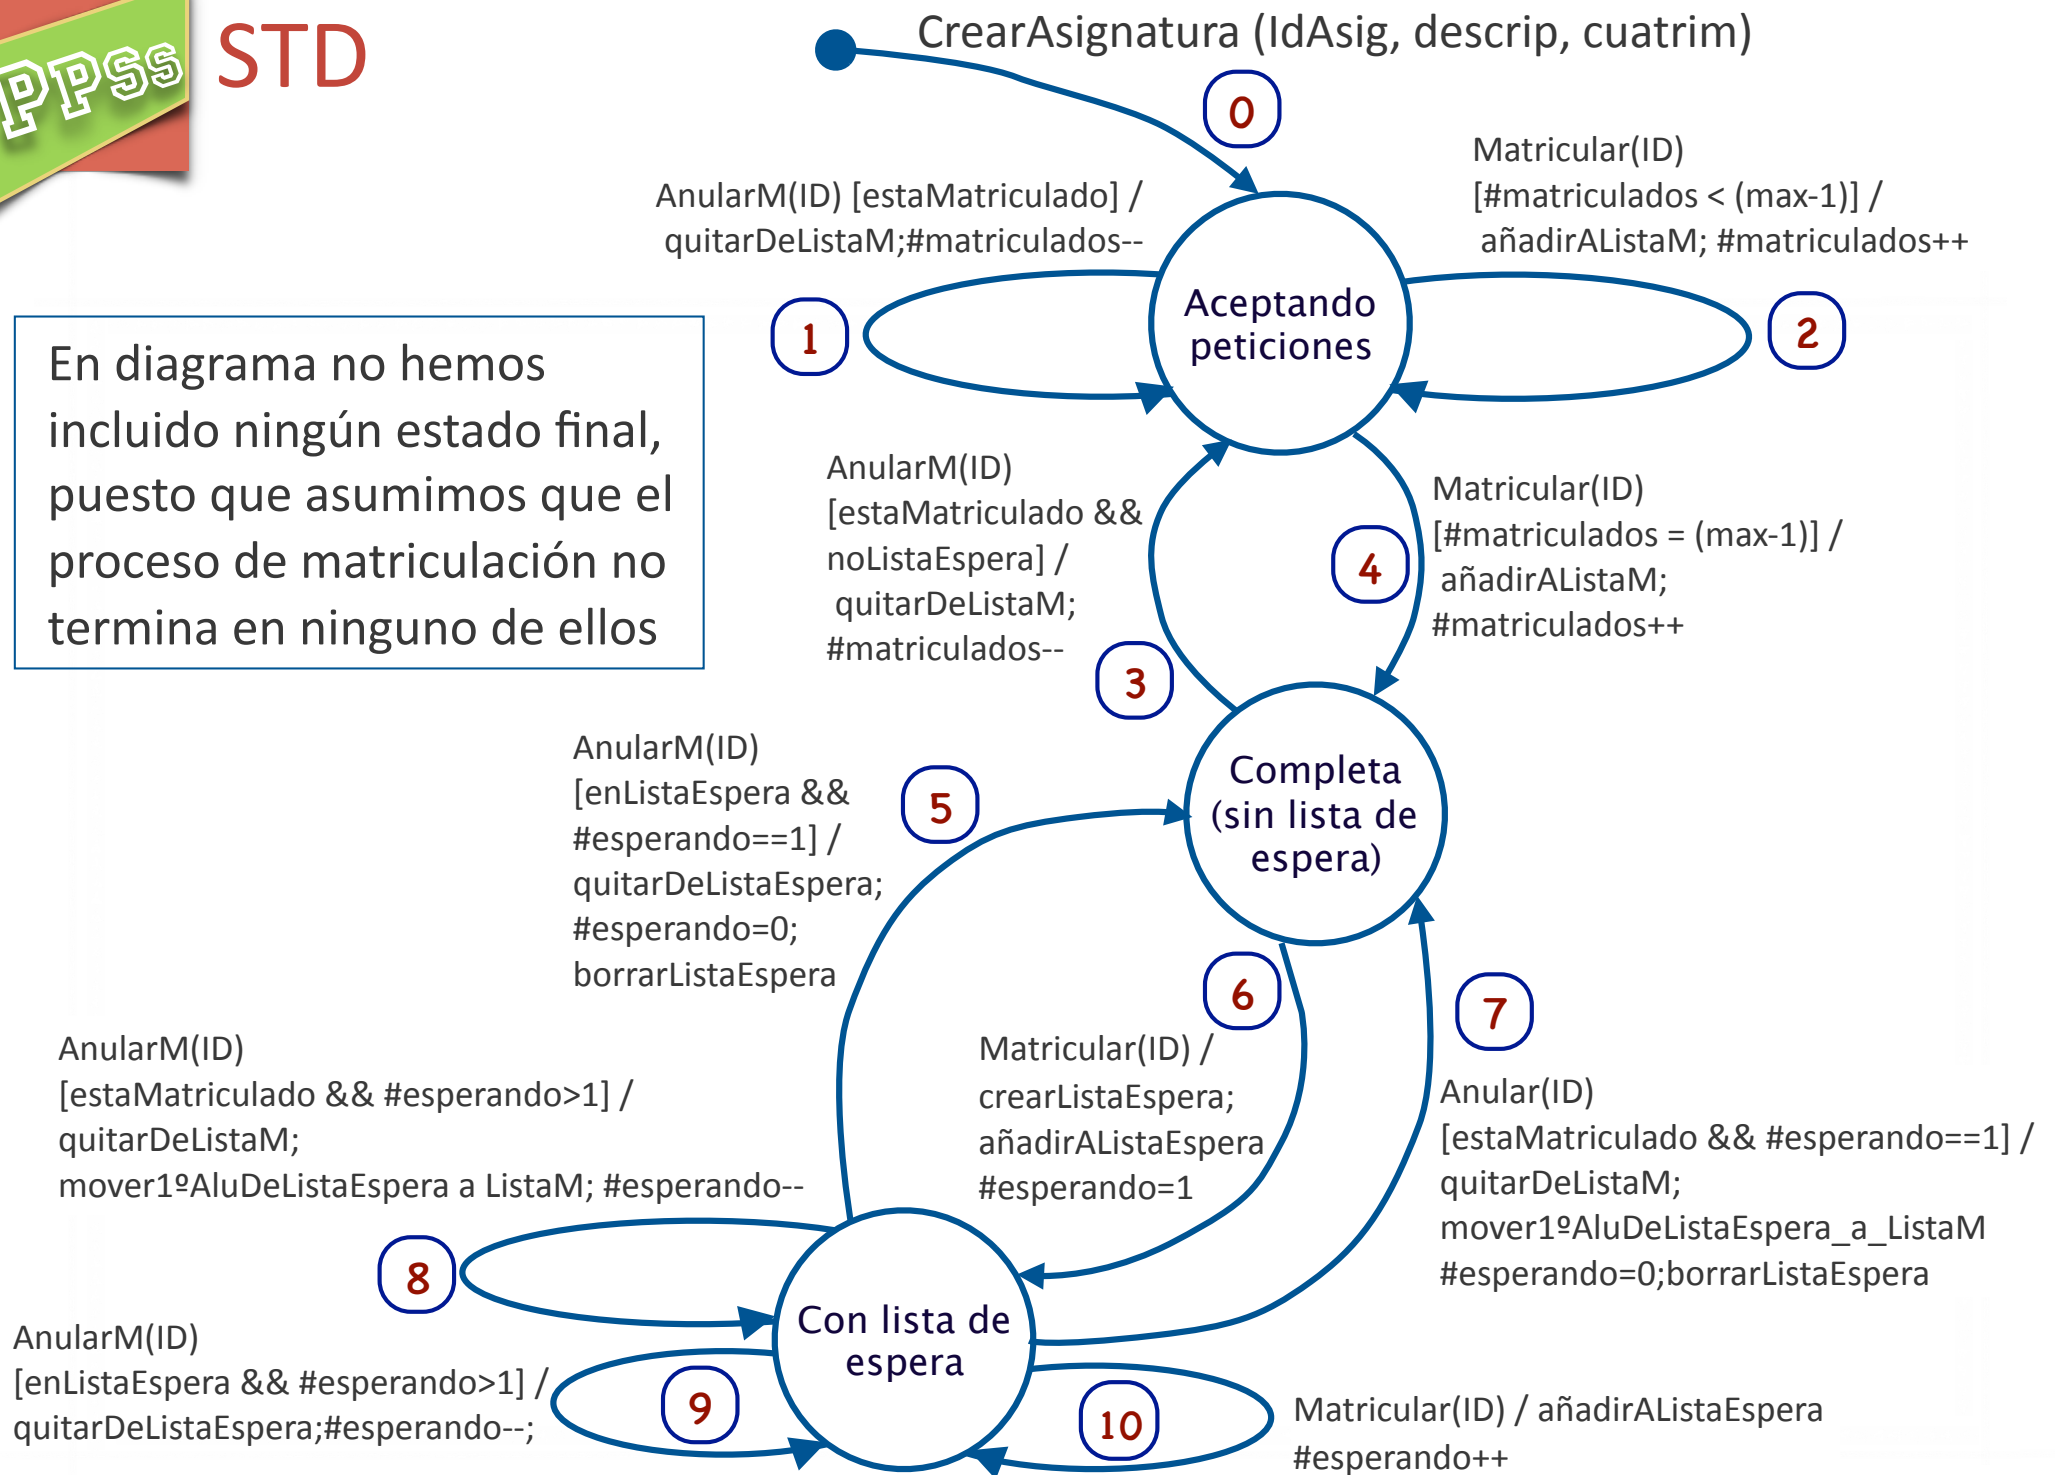 PPSS
STD
CrearAsignatura (IdAsig, descrip, cuatrim)
0
Matricular(ID)
[#matriculados < (max-1)] /
añadirAListaM; #matriculados++
AnularM(ID) [estaMatriculado] /
quitarDeListaM;#matriculados--
1
Aceptando
peticiones
2
En diagrama no hemos
incluido ningún estado final,
puesto que asumimos que el
proceso de matriculación no
termina en ninguno de ellos
AnularM(ID)
[estaMatriculado &&
noListaEspera] /
quitarDeListaM;
#matriculados--
3
4
Matricular(ID)
[#matriculados = (max-1)] /
añadirAListaM;
#matriculados++
AnularM(ID)
[enListaEspera &&
#esperando==1] /
quitarDeListaEspera;
#esperando=0;
borrarListaEspera
5
Completa
(sin lista de
espera)
6
7
AnularM(ID)
[estaMatriculado && #esperando>1] /
quitarDeListaM;
mover1ºAluDeListaEspera a ListaM; #esperando--
Matricular(ID) /
crearListaEspera;
añadirAListaEspera
#esperando=1
Anular(ID)
[estaMatriculado && #esperando==1] /
quitarDeListaM;
mover1ºAluDeListaEspera_a_ListaM
#esperando=0;borrarListaEspera
8
Con lista de
espera
AnularM(ID)
[enListaEspera && #esperando>1] /
quitarDeListaEspera;#esperando--;
9
10
Matricular(ID) / añadirAListaEspera
#esperando++